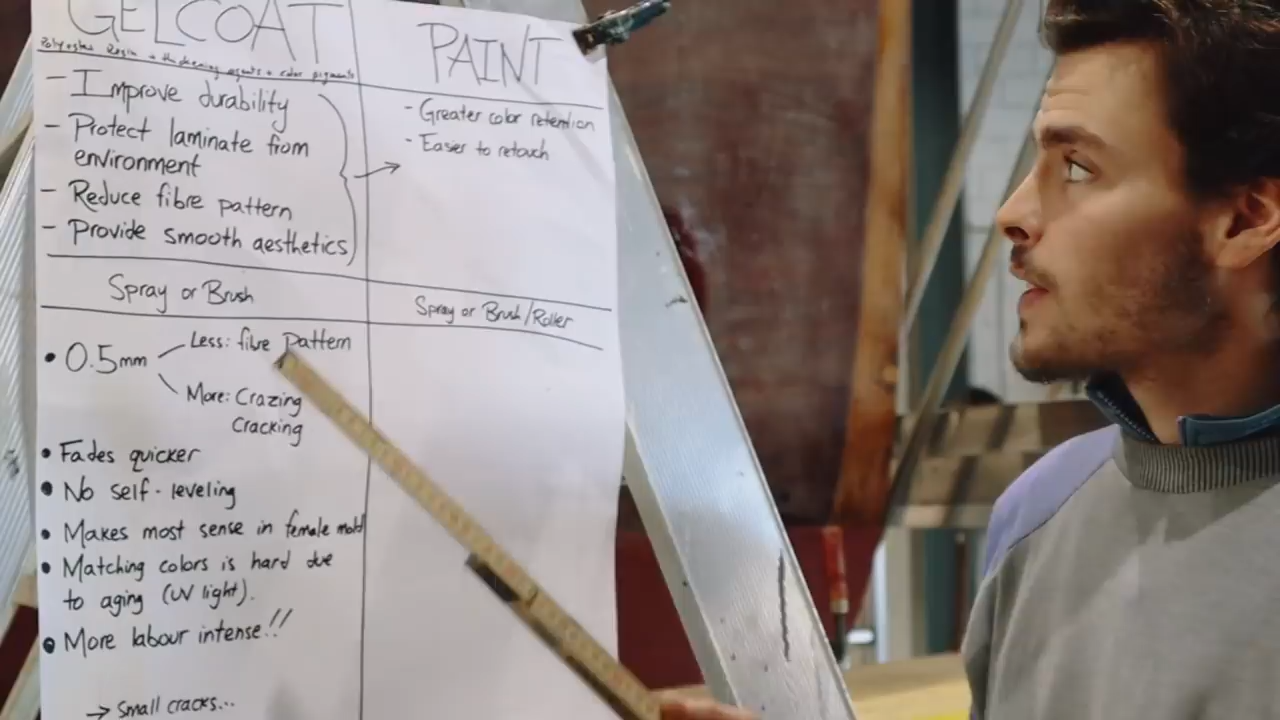 GELCOAT
Polyester Resin + thickening agents + color pigments
- Improve durability
- Protect laminate from
environment
- Reduce fibre pattern
- Provide smooth aesthetics
Spray or Brush
• 0.5mm
Less: fibre pattern
More: Crazing
Cracking
• Fades quicker
• No self-leveling
• Makes most sense in female mold
• Matching colors is hard due
to aging (UV light).
• More labour intense!!
→ Small cracks...
PAINT
- Greater color retention
- Easer to retouch
Spray or Brush/Roller